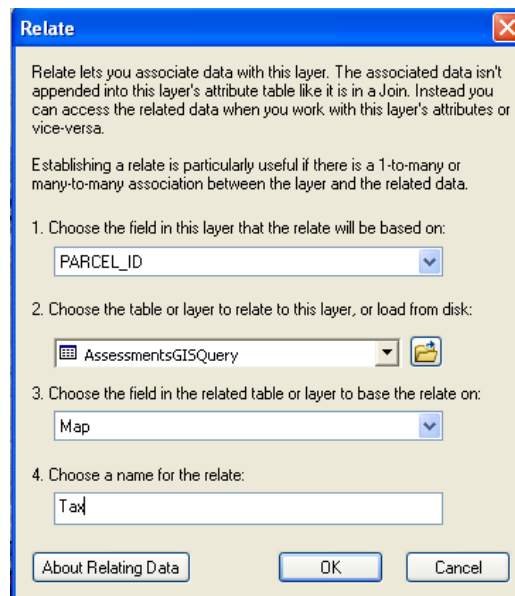 Relate
Relate lets you associate data with this layer. The associated data isn't
appended into this layer's attribute table like it is in a Join. Instead you
can access the related data when you work with this layer's attributes or
vice-versa.
Establishing a relate is particularly useful if there is a 1-to-many or
many-to-many association between the layer and the related data.
1. Choose the field in this layer that the relate will be based on:
PARCEL_ID
2. Choose the table or layer to relate to this layer, or load from disk:
AssessmentsGISQuery
3. Choose the field in the related table or layer to base the relate on:
Map
4. Choose a name for the relate:
Tax
About Relating Data OK Cancel